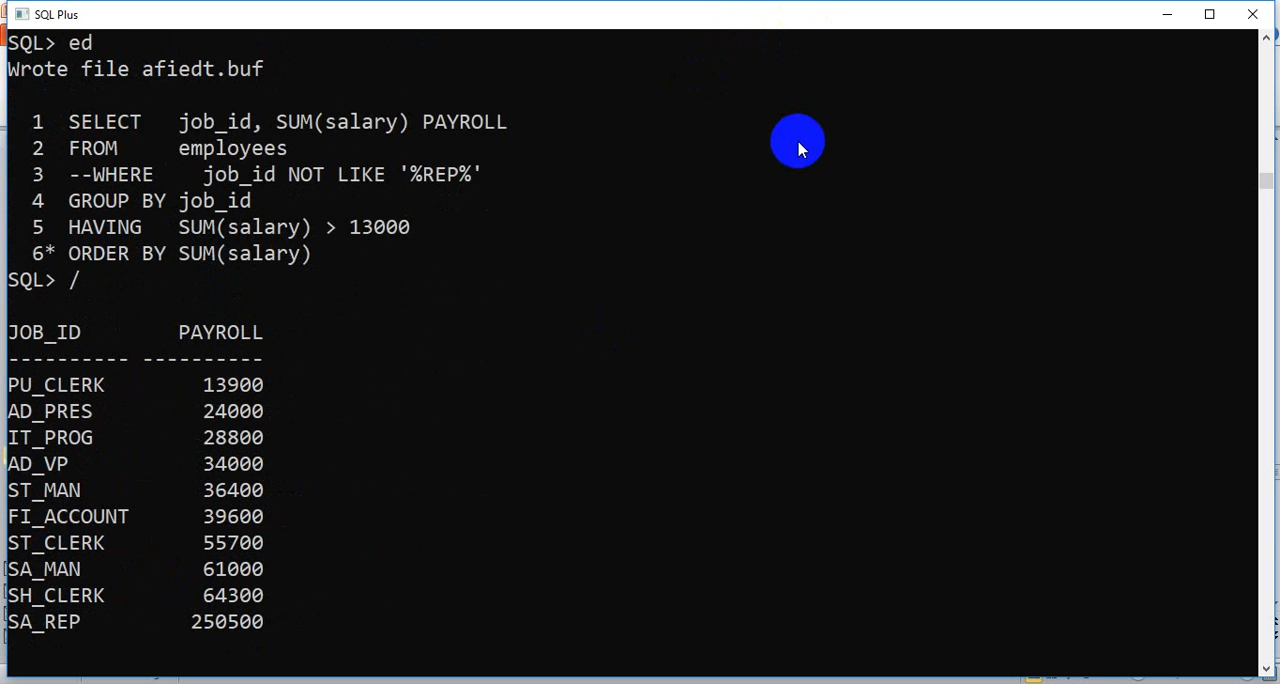 SQL Plus
SQL> ed
Wrote file afiedt.buf
1 SELECT job_id, SUM(salary) PAYROLL
2 FROM employees
3 --WHERE job_id NOT LIKE '%REP%'
4 GROUP BY job_id
5 HAVING SUM(salary) > 13000
6* ORDER BY SUM(salary)
SQL> /
JOB_ID PAYROLL
---------- ----------
PU_CLERK 13900
AD_PRES 24000
IT_PROG 28800
AD_VP 34000
ST_MAN 36400
FI_ACCOUNT 39600
ST_CLERK 55700
SA_MAN 61000
SH_CLERK 64300
SA_REP 250500